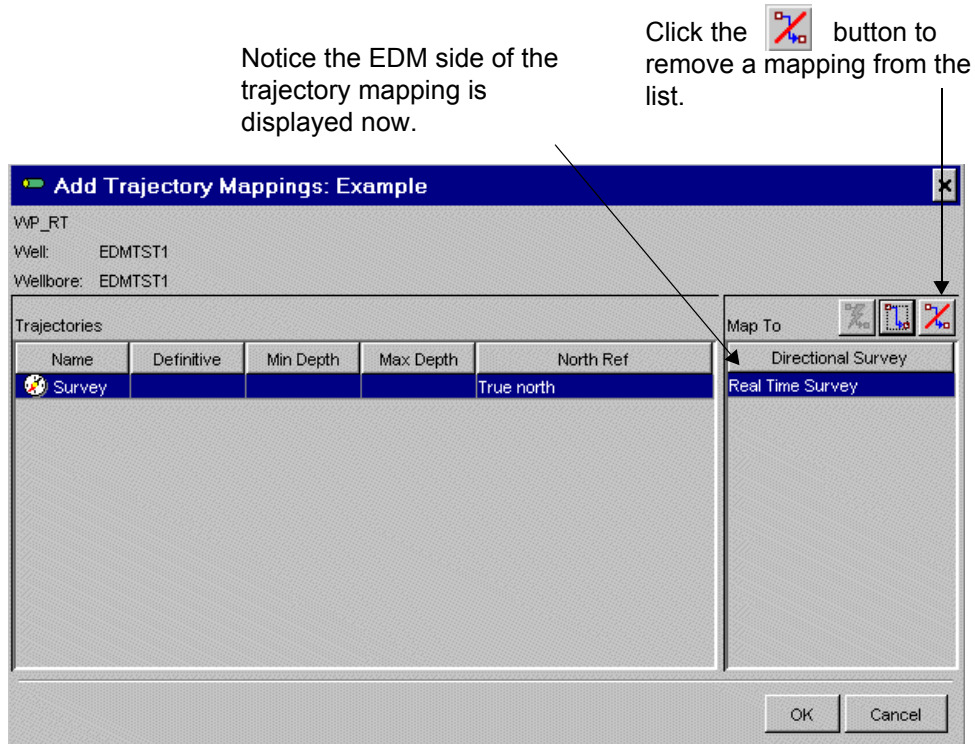 Notice the EDM side of the
trajectory mapping is
displayed now.
Click the button to
remove a mapping from the
list.
Add Trajectory Mappings: Example
WP_RT
Well: EDMTST1
Wellbore: EDMTST1
Trajectories
Map To
Name Definitive Min Depth Max Depth North Ref
Directional Survey
Survey True north
Real Time Survey
OK Cancel